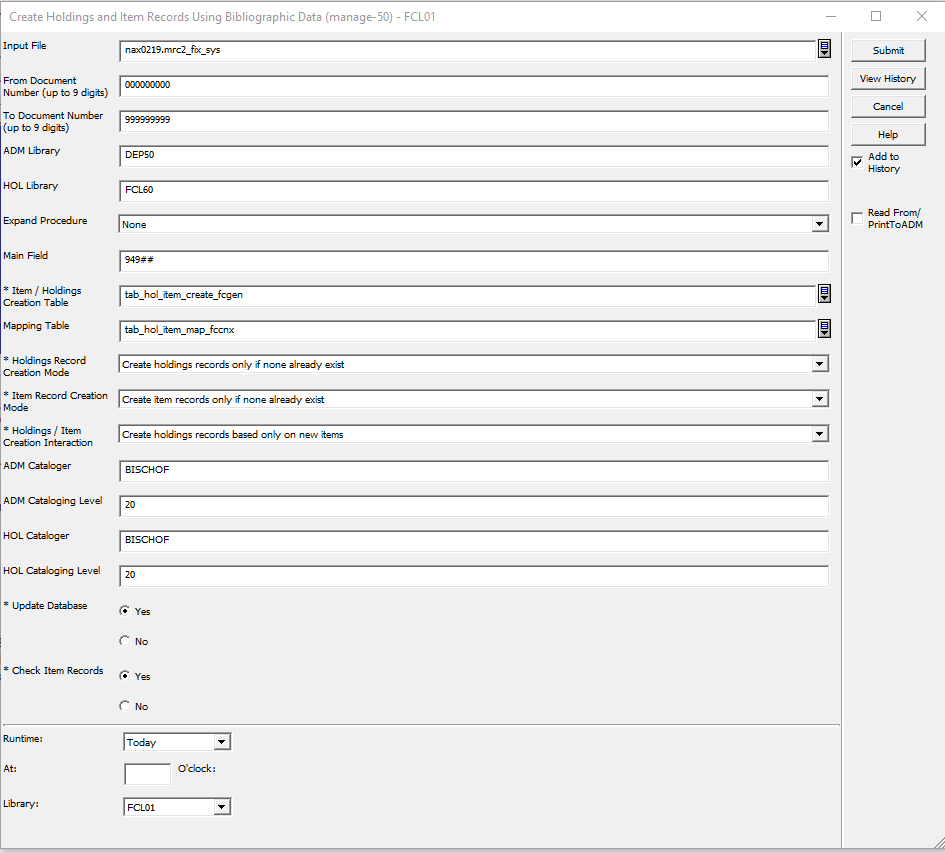 Create Holdings and Item Records Using Bibliographic Data (manage-50) - FCL01
Input File
nax0219.mrc2_fix_sys
From Document
Number (up to 9 digits)
000000000
To Document Number
(up to 9 digits)
999999999
ADM Library
DEP50
HOL Library
FCL60
Expand Procedure
None
Main Field
949##
* Item / Holdings
Creation Table
tab_hol_item_create_fcgen
Mapping Table
tab_hol_item_map_fccnx
* Holdings Record
Creation Mode
Create holdings records only if none already exist
* Item Record Creation
Mode
Create item records only if none already exist
* Holdings / Item
Creation Interaction
Create holdings records based only on new items
ADM Cataloger
BISCHOF
ADM Cataloging Level
20
HOL Cataloger
BISCHOF
HOL Cataloging Level
20
* Update Database
Yes
No
* Check Item Records
Yes
No
Runtime:
Today
At:
O'clock:
Library:
FCL01
Submit
View History
Cancel
Help
Add to
History
Read From/
PrintToADM